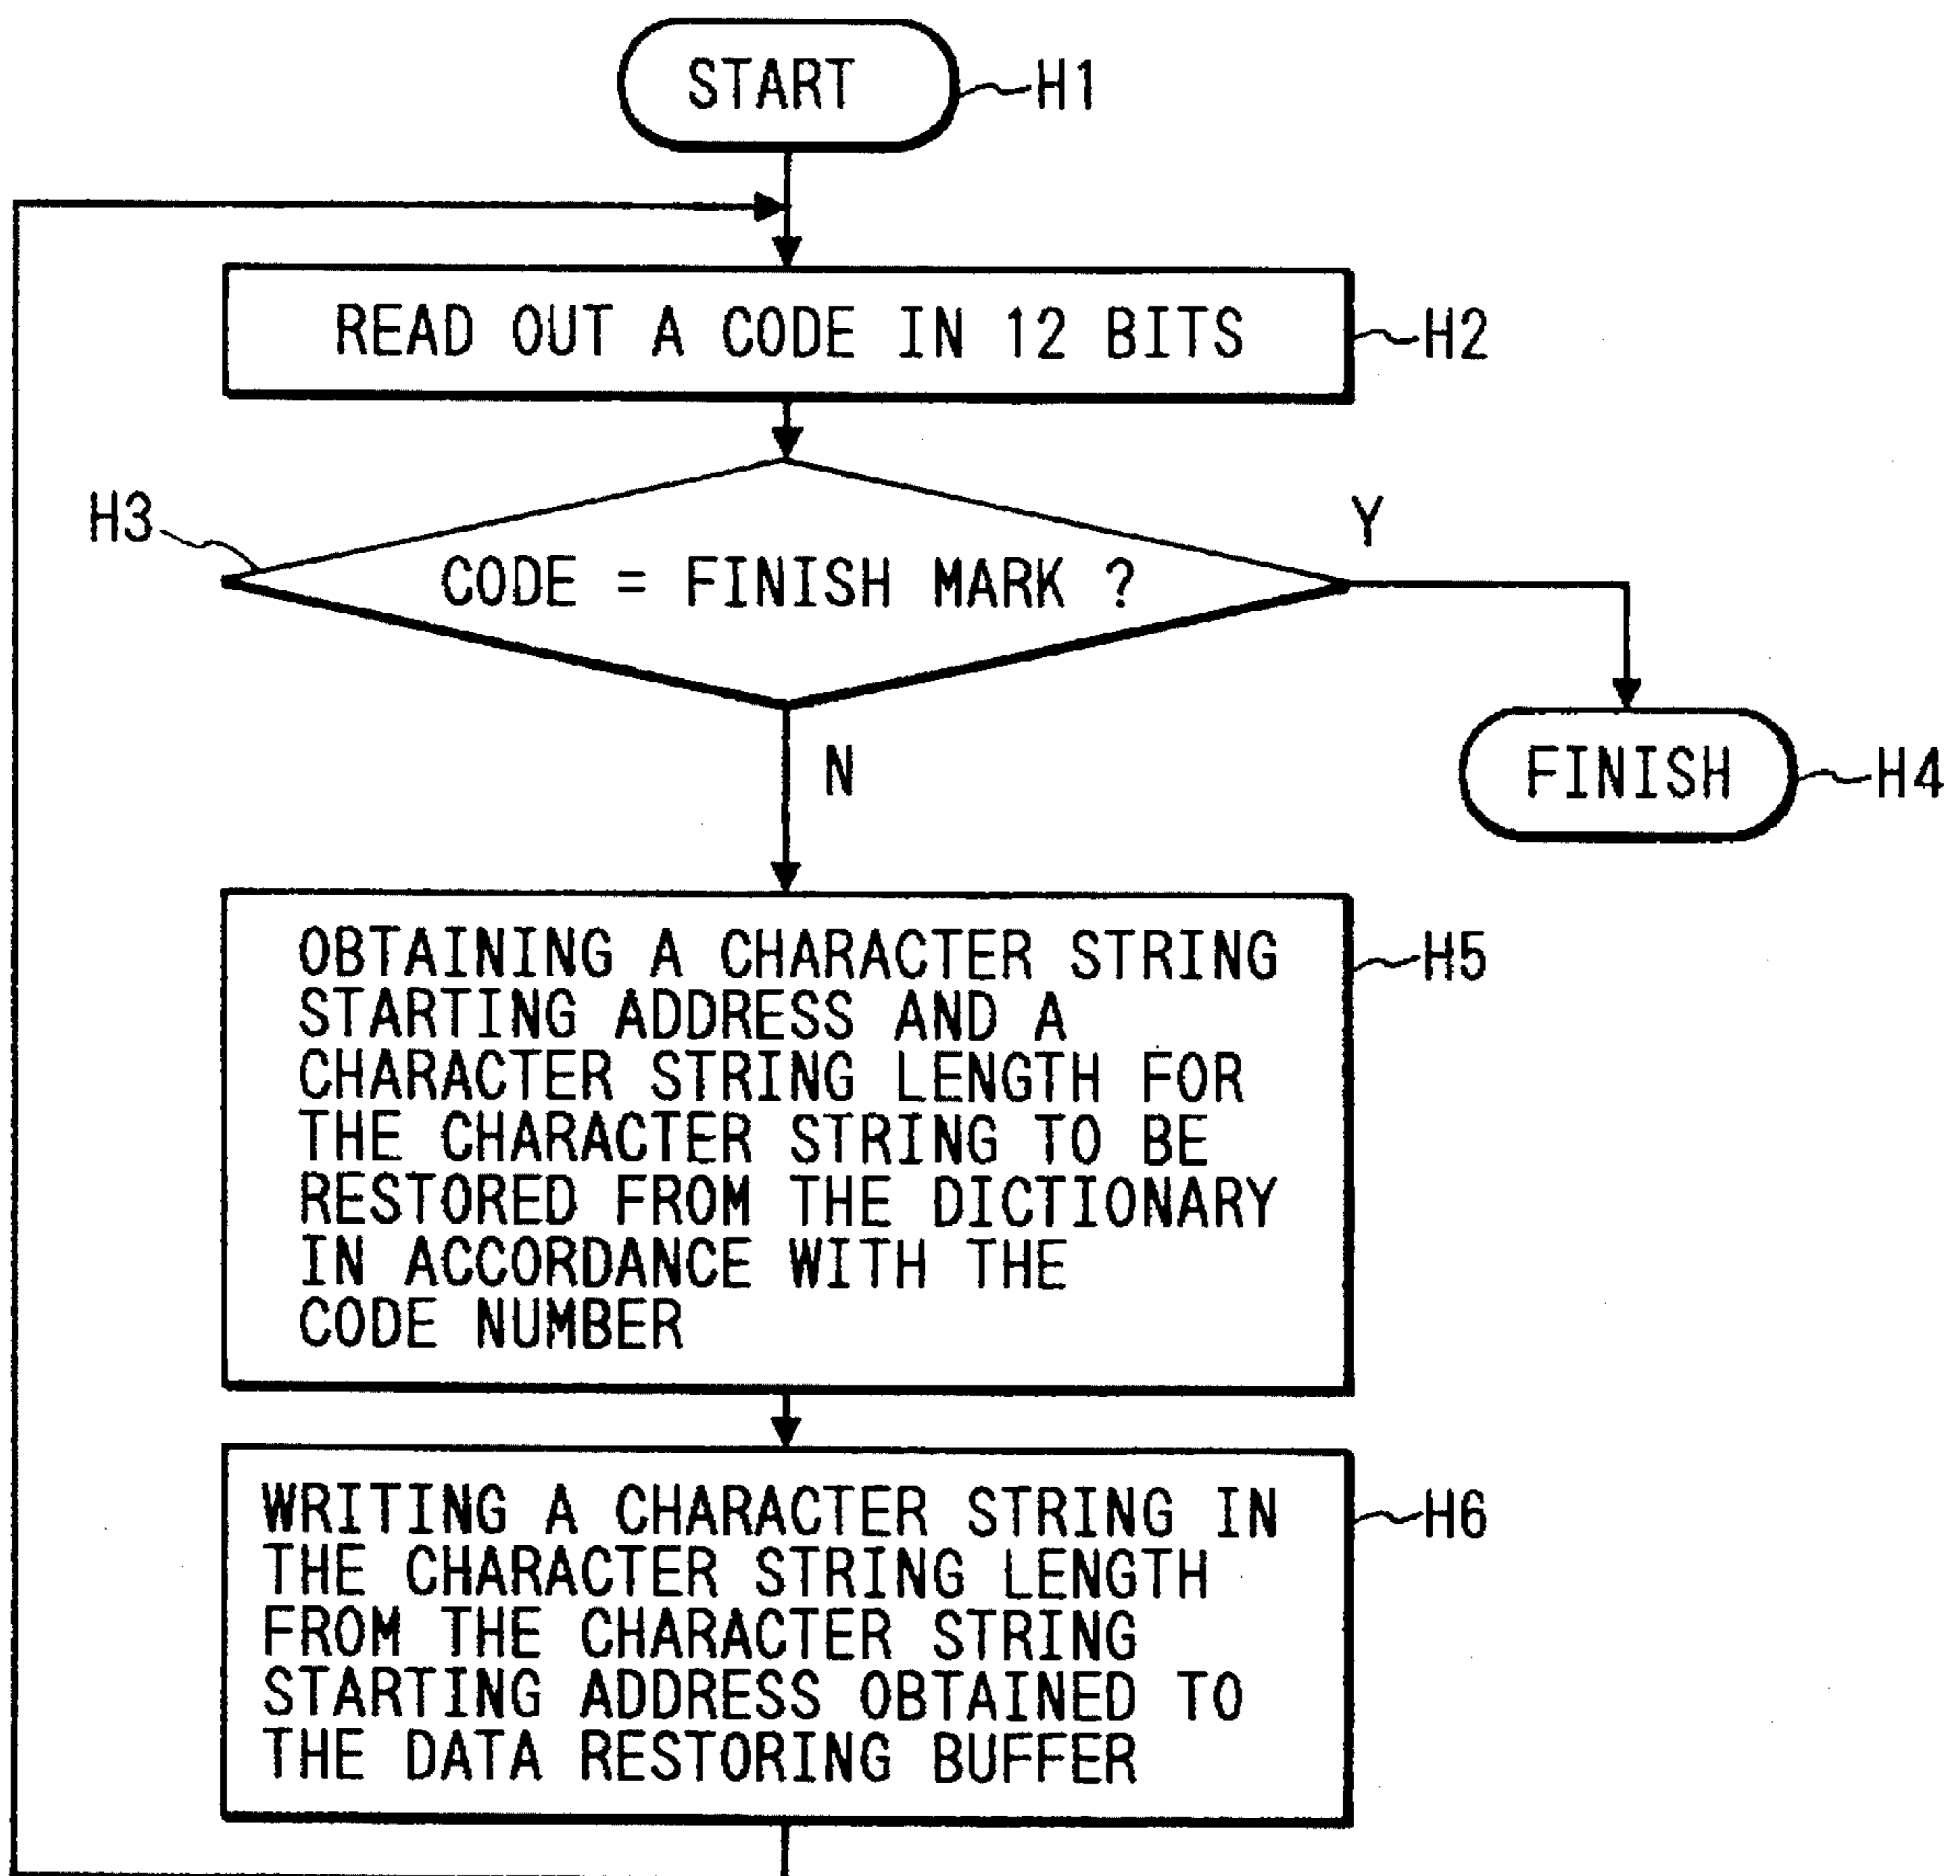 START
H1
READ OUT A CODE IN 12 BITS
H2
H3
CODE = FINISH MARK ?
Y
N
FINISH
H4
OBTAINING A CHARACTER STRING
STARTING ADDRESS AND A
CHARACTER STRING LENGTH FOR
THE CHARACTER STRING TO BE
RESTORED FROM THE DICTIONARY
IN ACCORDANCE WITH THE
CODE NUMBER
H5
WRITING A CHARACTER STRING IN
THE CHARACTER STRING LENGTH
FROM THE CHARACTER STRING
STARTING ADDRESS OBTAINED TO
THE DATA RESTORING BUFFER
H6